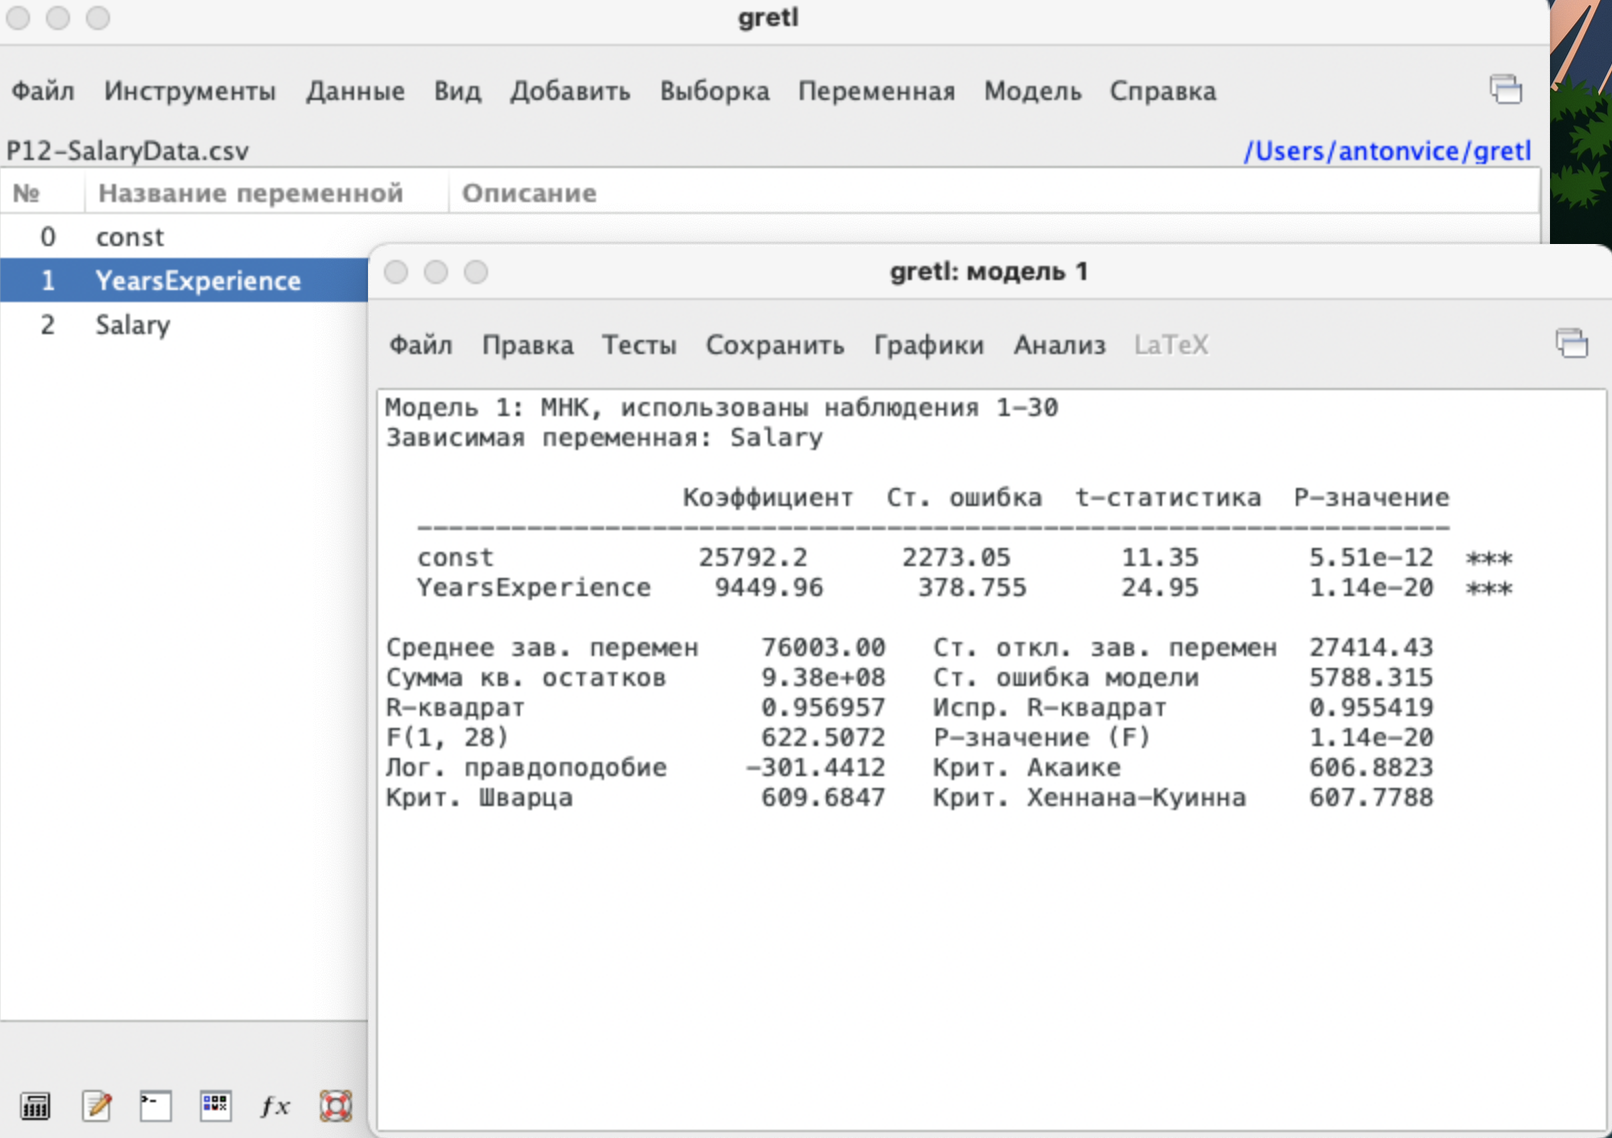 gretl
Файл Инструменты Данные Вид Добавить Выборка Переменная Модель Справка
P12-SalaryData.csv /Users/antonvice/gretl
№ Название переменной Описание
0 const
1 YearsExperience
2 Salary
gretl: модель 1
Файл Правка Тесты Сохранить Графики Анализ LaTeX
Модель 1: МНК, использованы наблюдения 1-30
Зависимая переменная: Salary
Коэффициент Ст. ошибка t-статистика P-значение
const 25792.2 2273.05 11.35 5.51e-12 ***
YearsExperience 9449.96 378.755 24.95 1.14e-20 ***
Среднее зав. перемен 76003.00 Ст. откл. зав. перемен 27414.43
Сумма кв. остатков 9.38e+08 Ст. ошибка модели 5788.315
R-квадрат 0.956957 Испр. R-квадрат 0.955419
F(1, 28) 622.5072 P-значение (F) 1.14e-20
Лог. правдоподобие -301.4412 Крит. Акаике 606.8823
Крит. Шварца 609.6847 Крит. Хеннана-Куинна 607.7788
fx